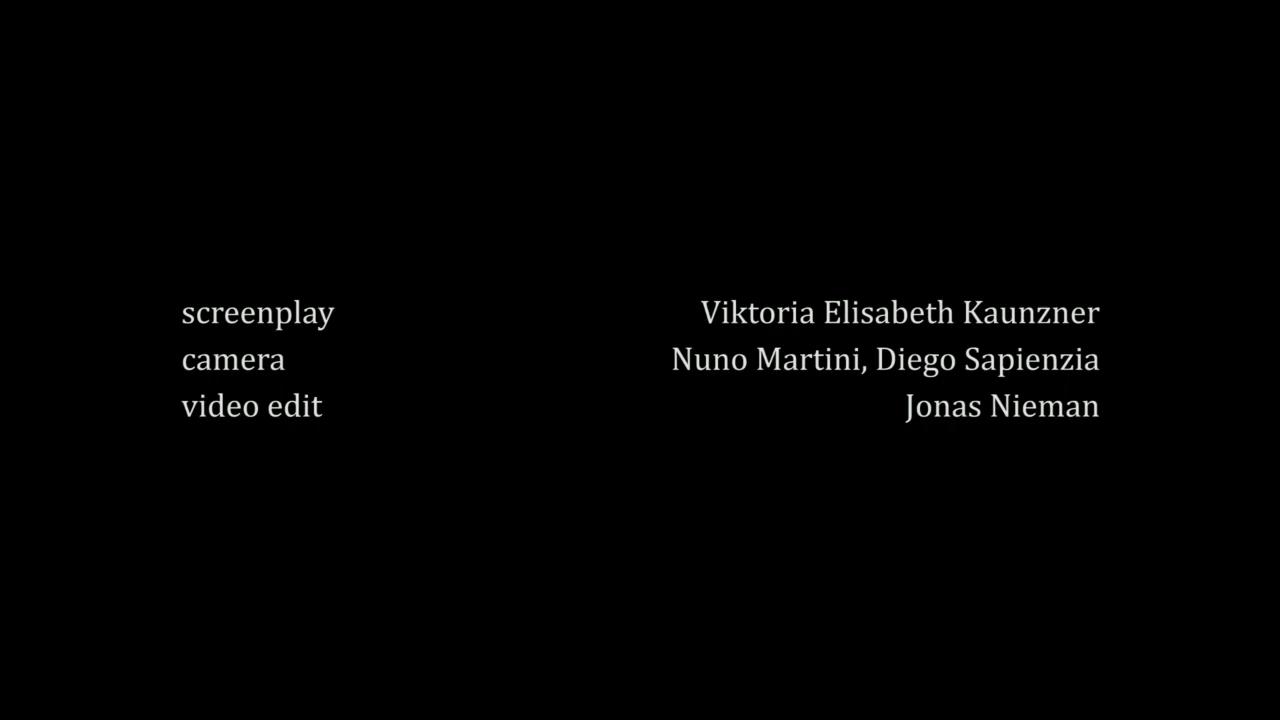 screenplay Viktoria Elisabeth Kaunzner
camera Nuno Martini, Diego Sapienzia
video edit Jonas Nieman